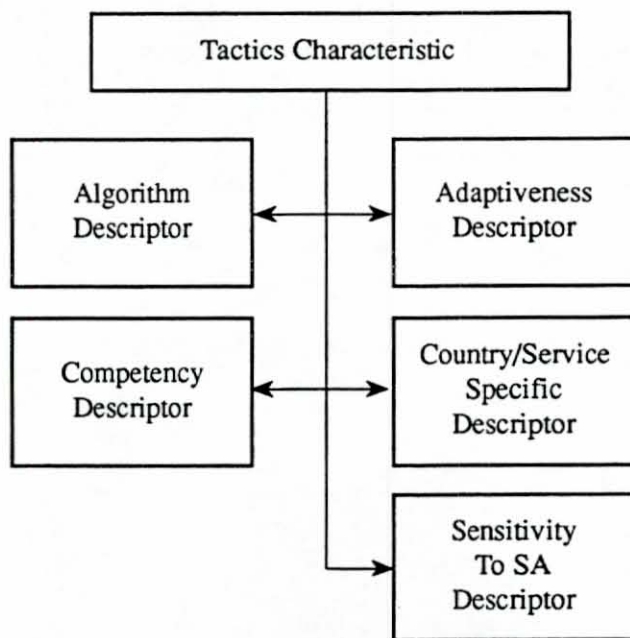 Tactics Characteristic
Algorithm
Descriptor
Adaptiveness
Descriptor
Competency
Descriptor
Country/Service
Specific
Descriptor
Sensitivity
To SA
Descriptor